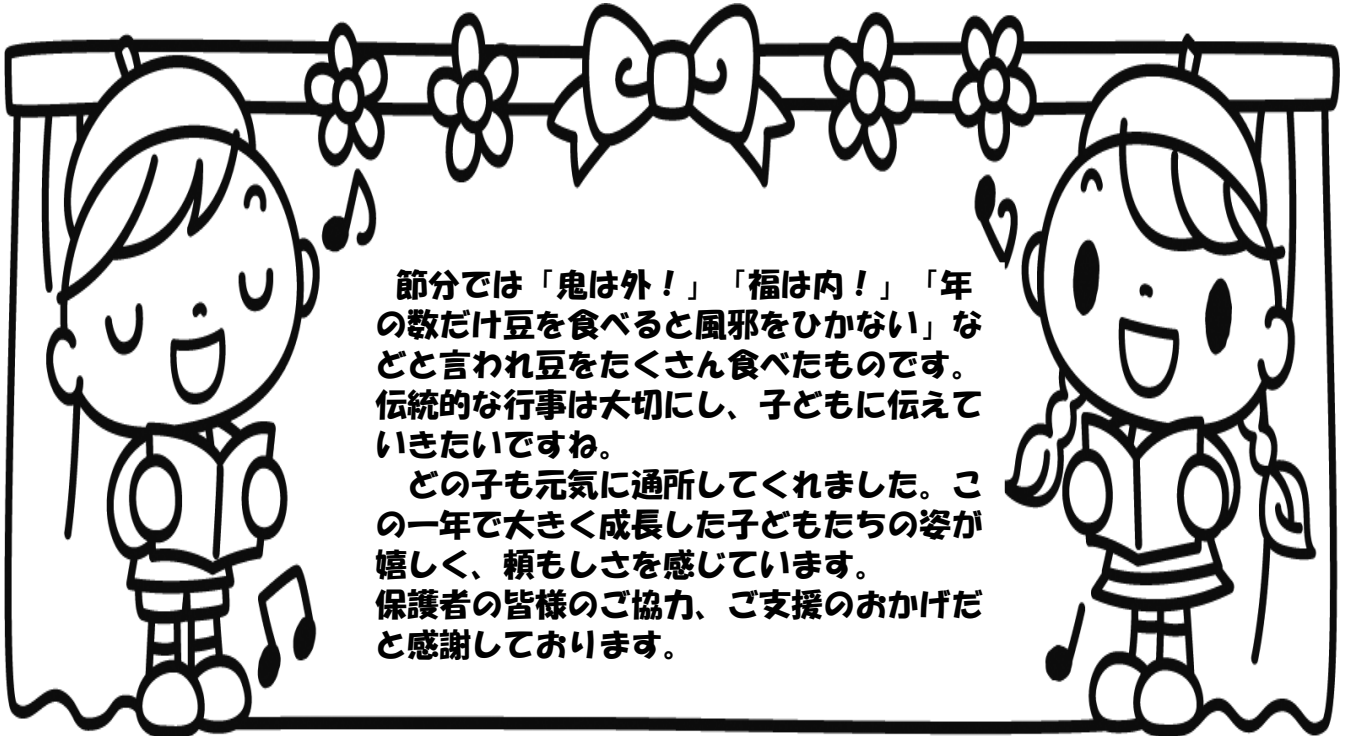 節分では「鬼は外！」「福は内！」「年
の数だけ豆を食べると風邪をひかない」な
どと言われ豆をたくさん食べたものです。
伝統的な行事は大切にし、子どもに伝えて
いきたいですね。
どの子も元気に通所してくれました。こ
の一年で大きく成長した子どもたちの姿が
嬉しく、頼もしさを感じています。
保護者の皆様のご協力、ご支援のおかげだ
と感謝しております。